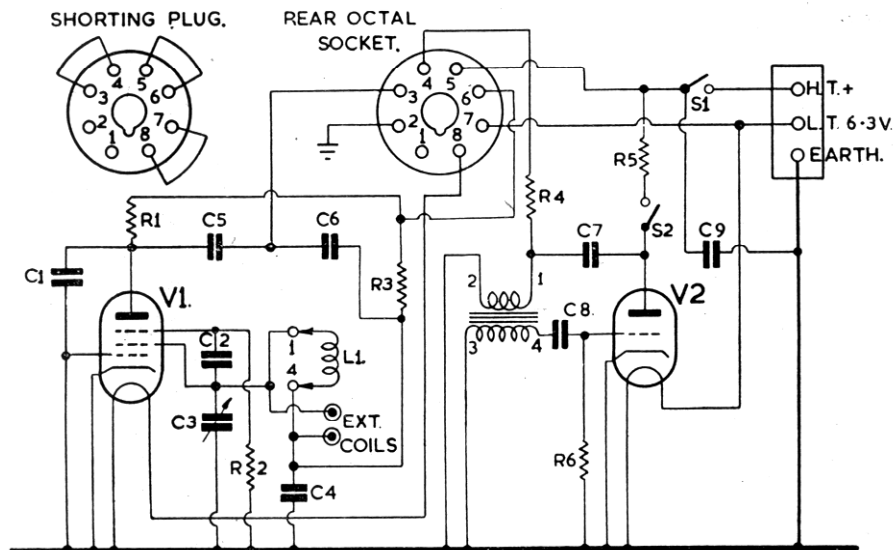 SHORTING PLUG.
REAR OCTAL
SOCKET.
4 5
3 6
2 7
1 8
4 5
3 6
2 7
1 8
S1
H.T.+
L.T. 6·3V.
EARTH.
R1
C5
C6
R4
R5
S2
C7
C9
C1
V1.
R3
2 1
C8
V2
C2
1
L1.
3 4
4
C3
EXT.
COILS
R2
C4
R6